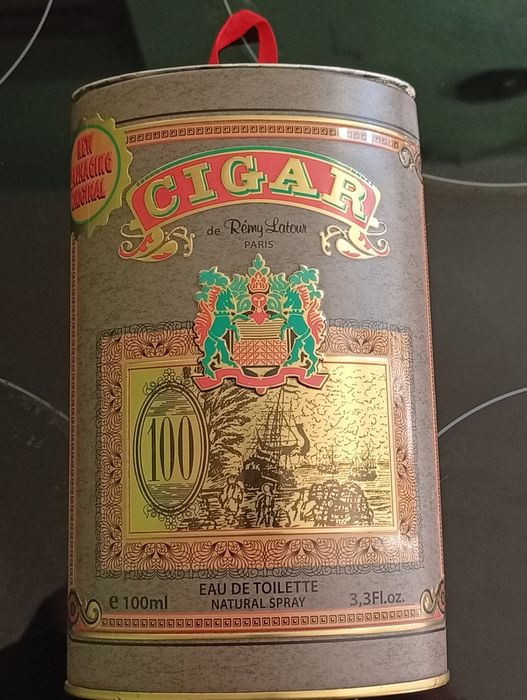 NEW
PACKAGING
ORIGINAL
CIGAR
de Rémy Latour
PARIS
100
EAU DE TOILETTE
e 100ml NATURAL SPRAY 3,3Fl.oz.